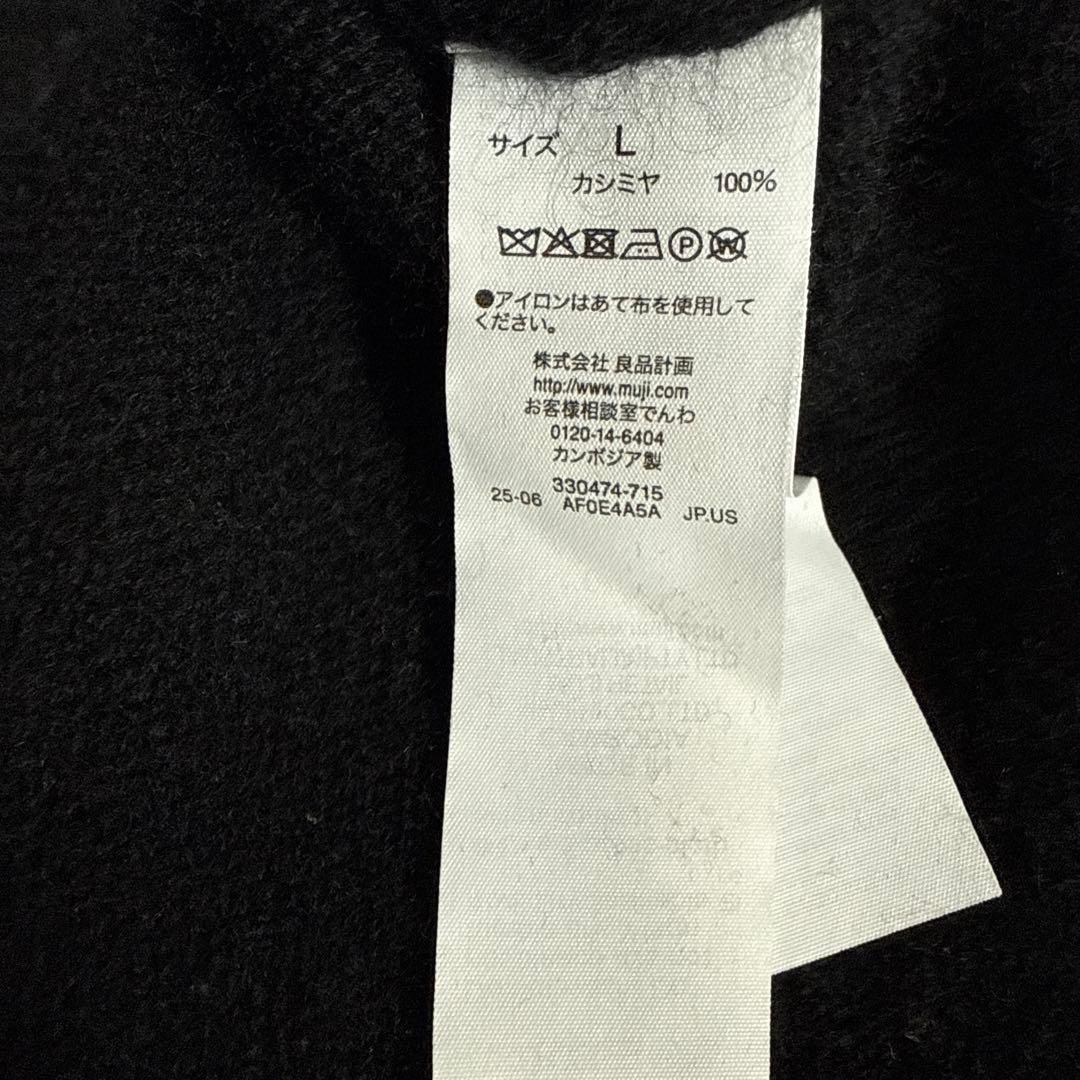 サイズ L
カシミヤ 100%
P W
●アイロンはあて布を使用して
ください。
株式会社 良品計画
http://www.muji.com
お客様相談室でんわ
0120-14-6404
カンボジア製
330474-715
25-06 AF0E4A5A JP.US